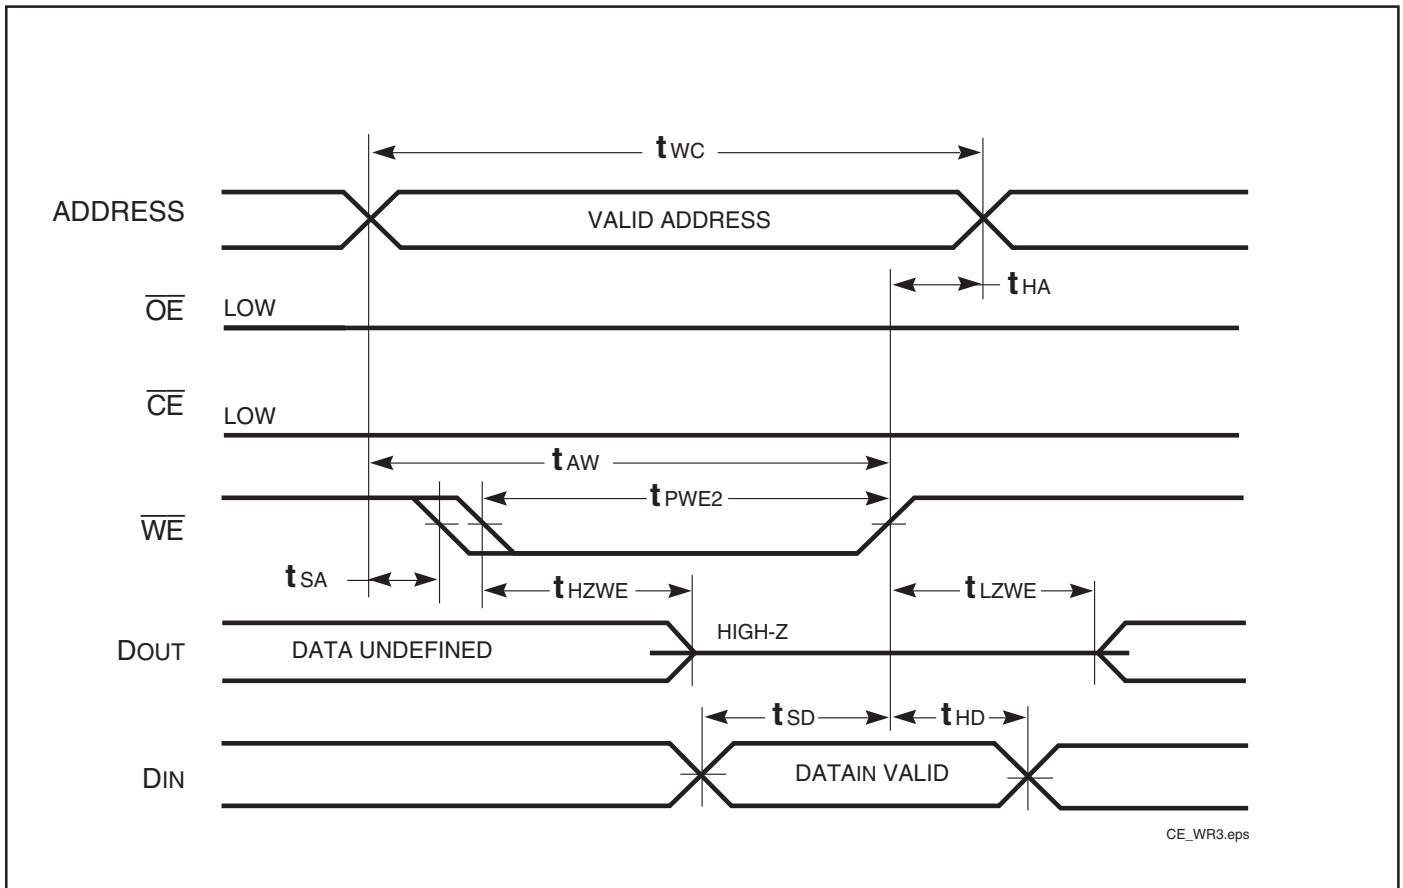 tWC
ADDRESS
VALID ADDRESS
tHA
OE
LOW
CE
LOW
tAW
tPWE2
WE
tSA
tHZWE
tLZWE
DOUT
DATA UNDEFINED
HIGH-Z
tSD
tHD
DIN
DATAIN VALID
CE_WR3.eps